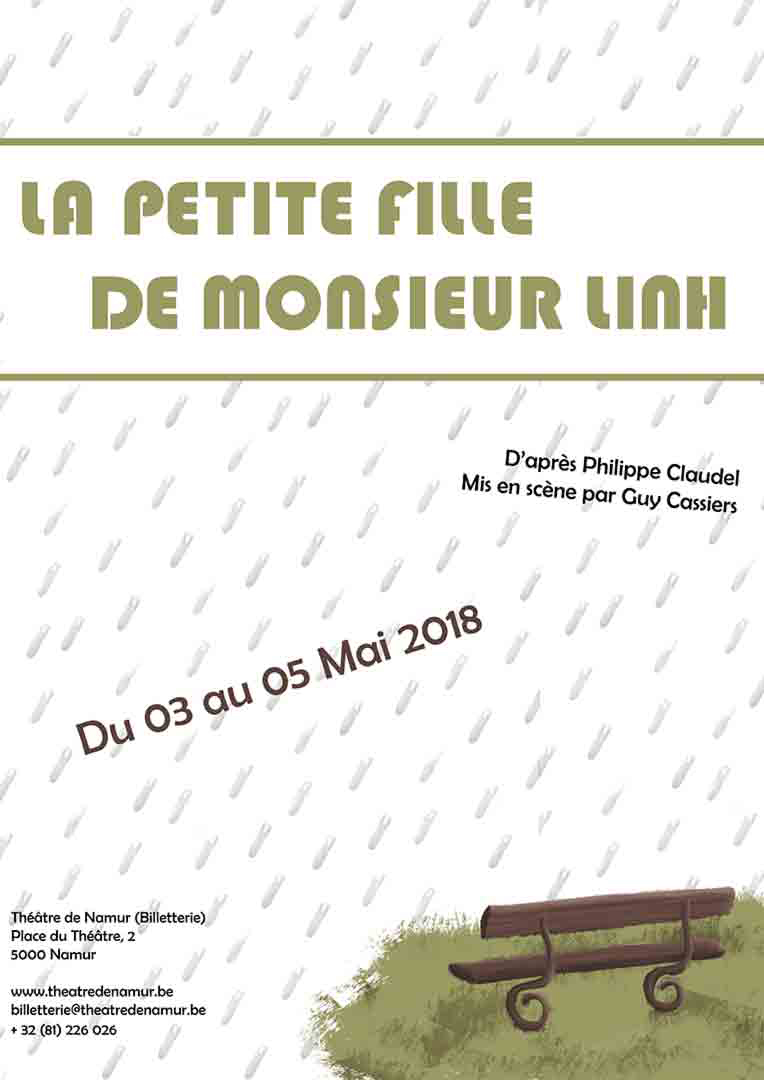 LA PETITE FILLE
DE MONSIEUR LINH
D'après Philippe Claudel
Mis en scène par Guy Cassiers
Du 03 au 05 Mai 2018
Théâtre de Namur (Billetterie)
Place du Théâtre, 2
5000 Namur
www.theatredenamur.be
billetterie@theatredenamur.be
+ 32 (81) 226 026